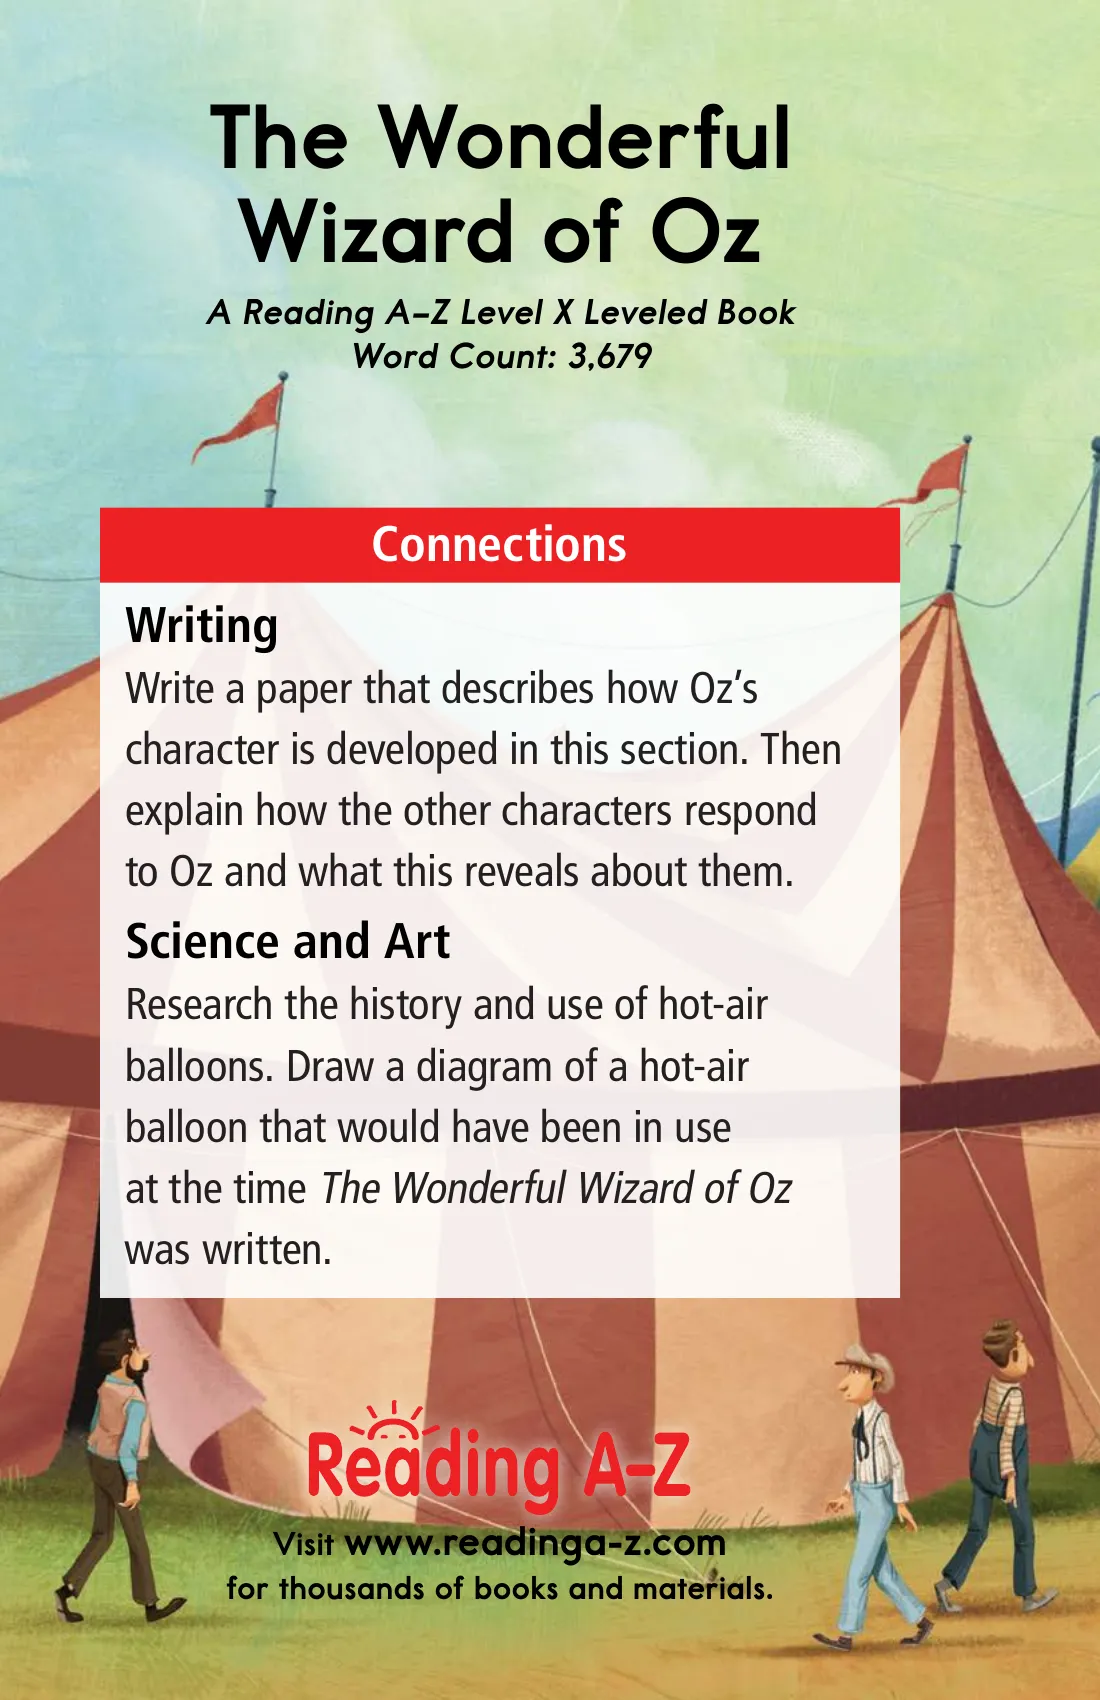 The Wonderful
Wizard of Oz
A Reading A–Z Level X Leveled Book
Word Count: 3,679
Connections
Writing
Write a paper that describes how Oz’s
character is developed in this section. Then
explain how the other characters respond
to Oz and what this reveals about them.
Science and Art
Research the history and use of hot-air
balloons. Draw a diagram of a hot-air
balloon that would have been in use
at the time The Wonderful Wizard of Oz
was written.
Reading A–Z
Visit www.readinga-z.com
for thousands of books and materials.